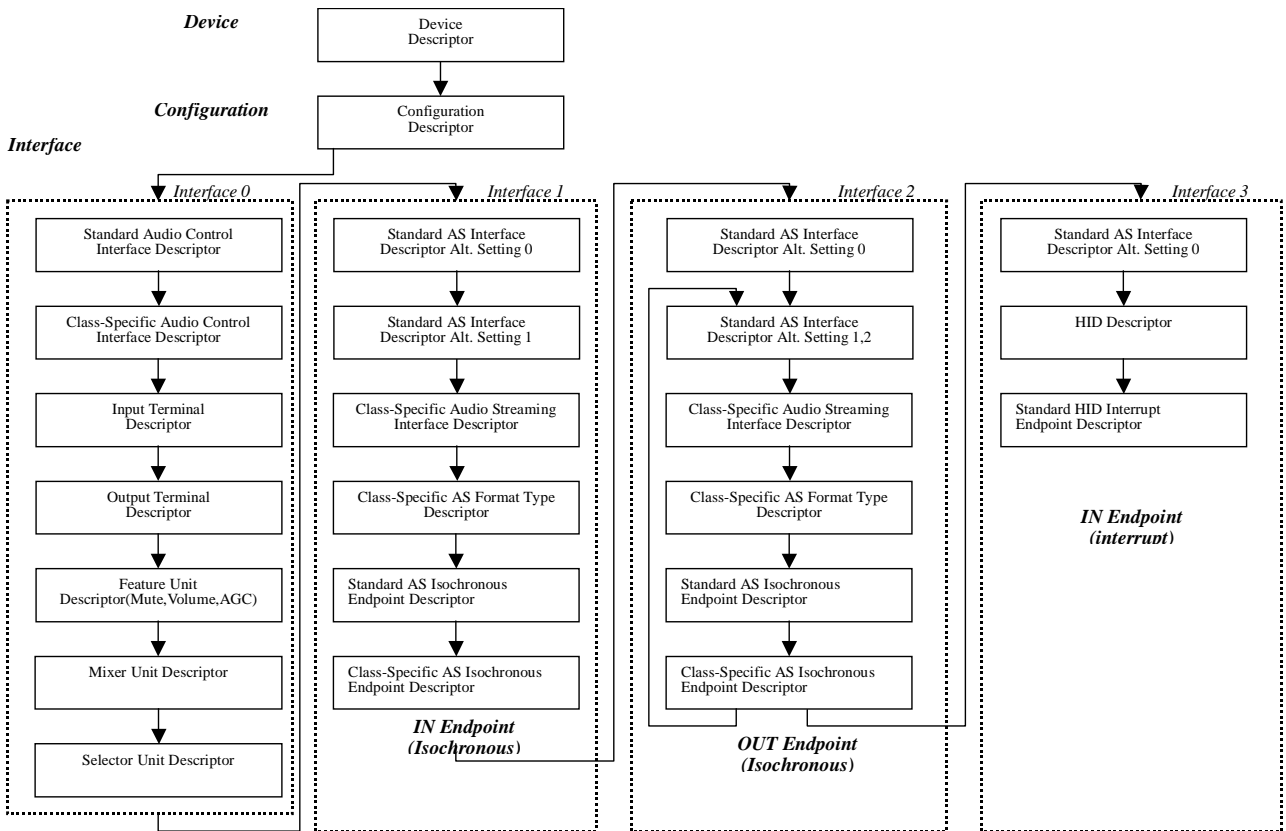 Device
Device
Descriptor
Configuration
Configuration
Descriptor
Interface
Interface 0
Standard Audio Control
Interface Descriptor
Class-Specific Audio Control
Interface Descriptor
Input Terminal
Descriptor
Output Terminal
Descriptor
Feature Unit
Descriptor(Mute,Volume,AGC)
Mixer Unit Descriptor
Selector Unit Descriptor
Interface 1
Standard AS Interface
Descriptor Alt. Setting 0
Standard AS Interface
Descriptor Alt. Setting 1
Class-Specific Audio Streaming
Interface Descriptor
Class-Specific AS Format Type
Descriptor
Standard AS Isochronous
Endpoint Descriptor
Class-Specific AS Isochronous
Endpoint Descriptor
IN Endpoint
(Isochronous)
Interface 2
Standard AS Interface
Descriptor Alt. Setting 0
Standard AS Interface
Descriptor Alt. Setting 1,2
Class-Specific Audio Streaming
Interface Descriptor
Class-Specific AS Format Type
Descriptor
Standard AS Isochronous
Endpoint Descriptor
Class-Specific AS Isochronous
Endpoint Descriptor
OUT Endpoint
(Isochronous)
Interface 3
Standard AS Interface
Descriptor Alt. Setting 0
HID Descriptor
Standard HID Interrupt
Endpoint Descriptor
IN Endpoint
(interrupt)